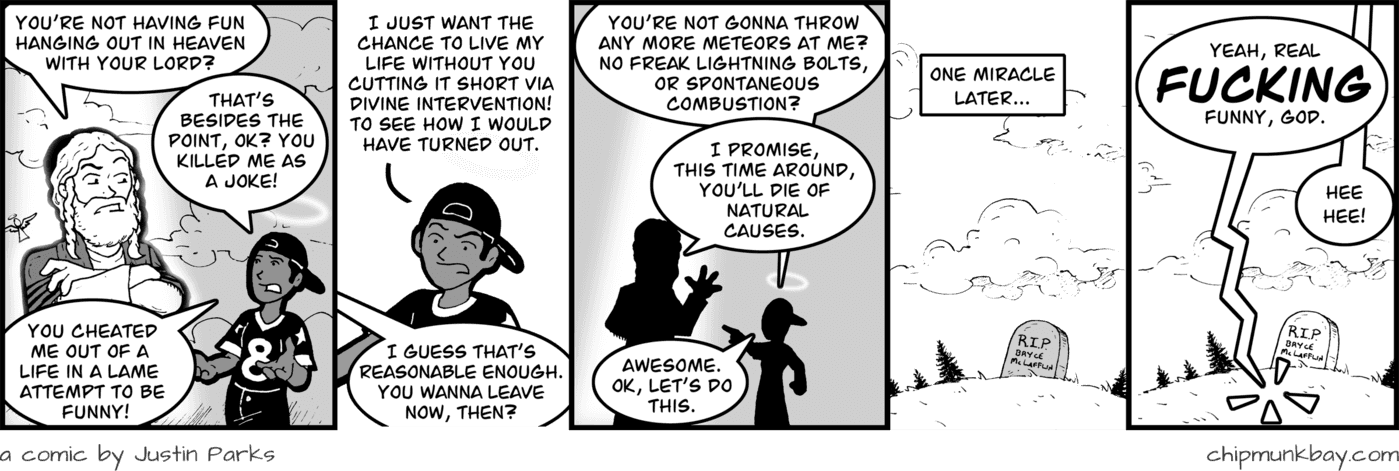 YOU'RE NOT HAVING FUN
HANGING OUT IN HEAVEN
WITH YOUR LORD?
THAT'S
BESIDES THE
POINT, OK? YOU
KILLED ME AS
A JOKE!
YOU CHEATED
ME OUT OF A
LIFE IN A LAME
ATTEMPT TO BE
FUNNY!
8
I JUST WANT THE
CHANCE TO LIVE MY
LIFE WITHOUT YOU
CUTTING IT SHORT VIA
DIVINE INTERVENTION!
TO SEE HOW I WOULD
HAVE TURNED OUT.
I GUESS THAT'S
REASONABLE ENOUGH.
YOU WANNA LEAVE
NOW, THEN?
YOU'RE NOT GONNA THROW
ANY MORE METEORS AT ME?
NO FREAK LIGHTNING BOLTS,
OR SPONTANEOUS
COMBUSTION?
I PROMISE,
THIS TIME AROUND,
YOU'LL DIE OF
NATURAL
CAUSES.
AWESOME.
OK, LET'S DO
THIS.
ONE MIRACLE
LATER...
R.I.P
BRYCE
McLAFFLIN
YEAH, REAL
FUCKING
FUNNY, GOD.
HEE
HEE!
R.I.P
BRYCE
McLAFFLIN
a comic by Justin Parks
chipmunkbay.com